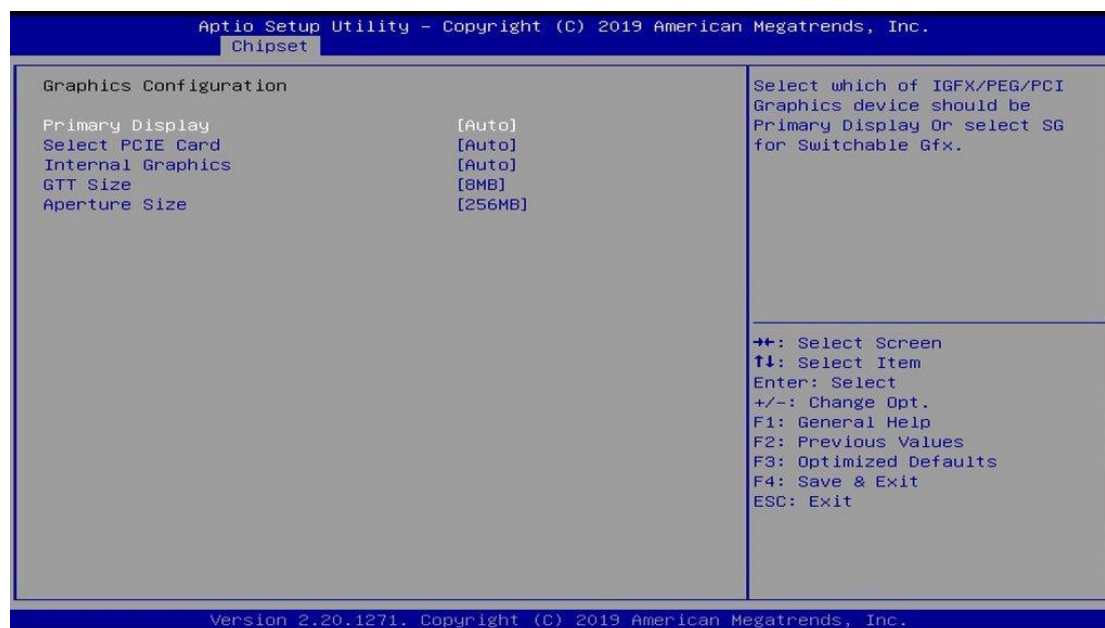 Aptio Setup Utility – Copyright (C) 2019 American Megatrends, Inc.
Chipset
Graphics Configuration
Primary Display [Auto]
Select PCIE Card [Auto]
Internal Graphics [Auto]
GTT Size [8MB]
Aperture Size [256MB]
Select which of IGFX/PEG/PCI
Graphics device should be
Primary Display Or select SG
for Switchable Gfx.
→←: Select Screen
↑↓: Select Item
Enter: Select
+/-: Change Opt.
F1: General Help
F2: Previous Values
F3: Optimized Defaults
F4: Save & Exit
ESC: Exit
Version 2.20.1271. Copyright (C) 2019 American Megatrends, Inc.